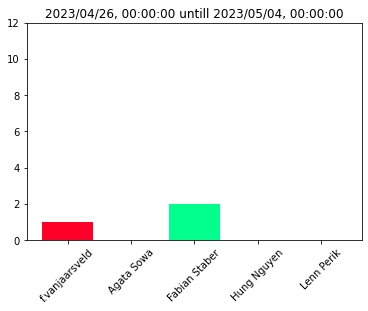 2023/04/26, 00:00:00 untill 2023/05/04, 00:00:00
12
10
8
6
4
2
0
f.vanjaarsveld
Agata Sowa
Fabian Staber
Hung Nguyen
Lenn Perik